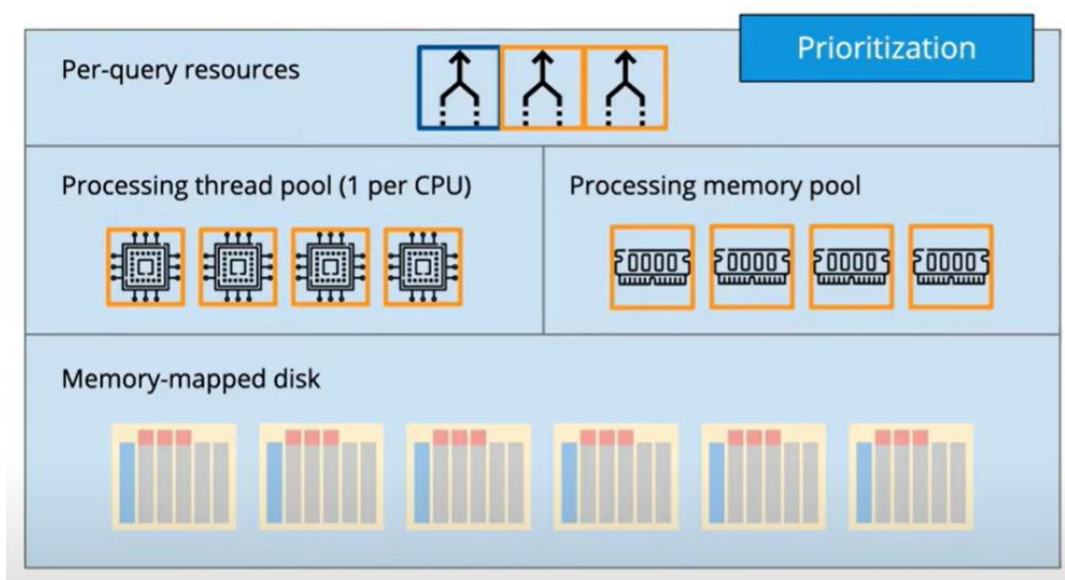 Prioritization
Per-query resources
Processing thread pool (1 per CPU)
Processing memory pool
Memory-mapped disk